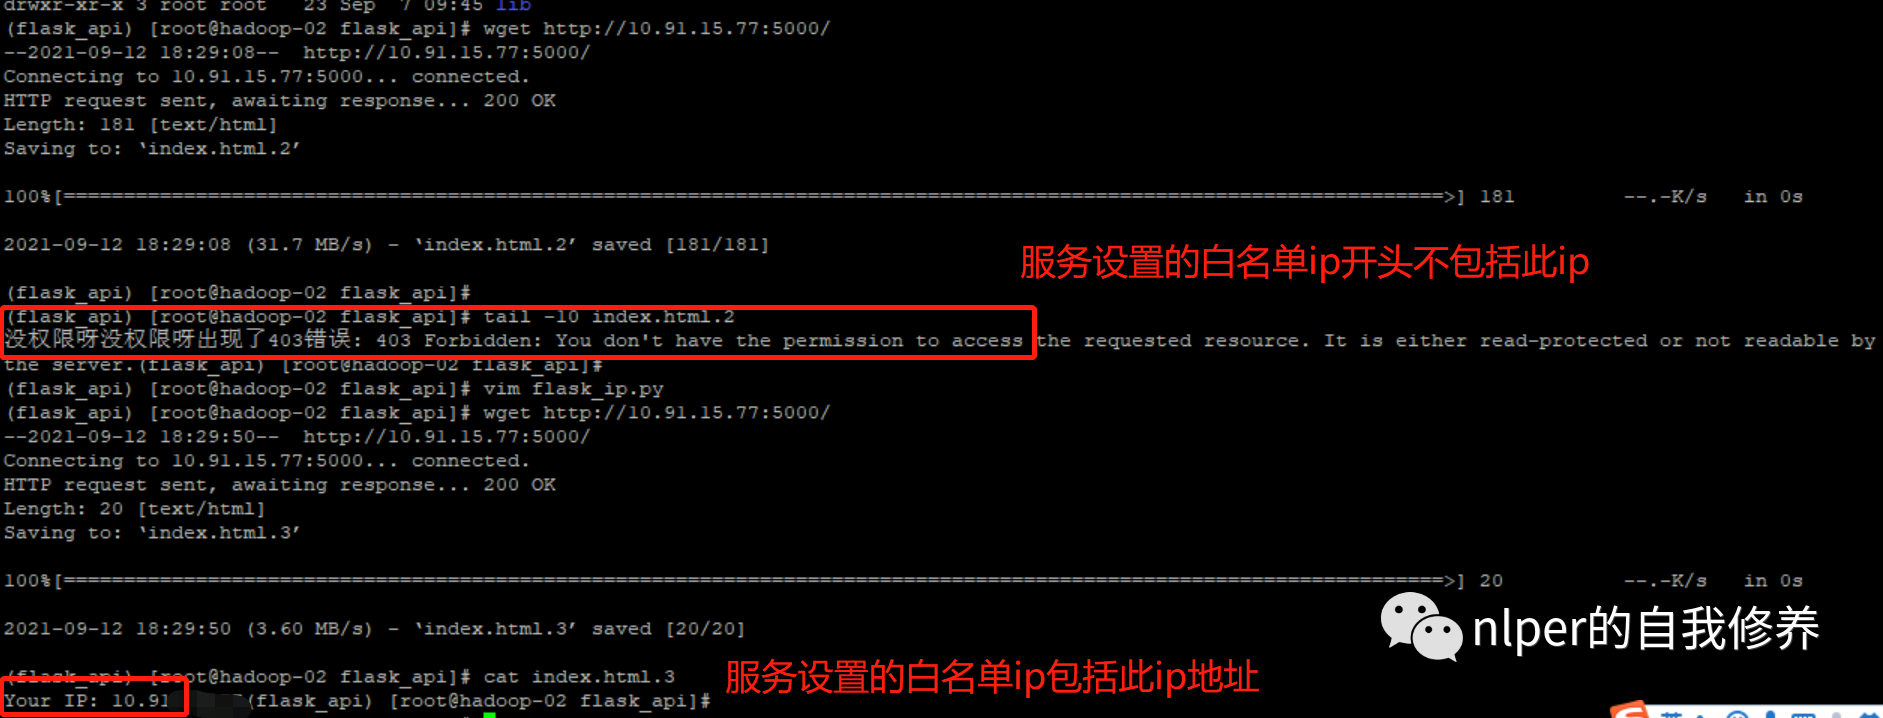 drwxr-xr-x 3 root root   23 Sep  7 09:45 lib
(flask_api) [root@hadoop-02 flask_api]# wget http://10.91.15.77:5000/
--2021-09-12 18:29:08--  http://10.91.15.77:5000/
Connecting to 10.91.15.77:5000... connected.
HTTP request sent, awaiting response... 200 OK
Length: 181 [text/html]
Saving to: ‘index.html.2’
100%[===================================================================================================================>] 181         --.-K/s   in 0s
2021-09-12 18:29:08 (31.7 MB/s) - ‘index.html.2’ saved [181/181]
服务设置的白名单ip开头不包括此ip
(flask_api) [root@hadoop-02 flask_api]#
(flask_api) [root@hadoop-02 flask_api]# tail -10 index.html.2
没权限呀没权限呀出现了403错误: 403 Forbidden: You don't have the permission to access the requested resource. It is either read-protected or not readable by
the server.(flask_api) [root@hadoop-02 flask_api]#
(flask_api) [root@hadoop-02 flask_api]# vim flask_ip.py
(flask_api) [root@hadoop-02 flask_api]# wget http://10.91.15.77:5000/
--2021-09-12 18:29:50--  http://10.91.15.77:5000/
Connecting to 10.91.15.77:5000... connected.
HTTP request sent, awaiting response... 200 OK
Length: 20 [text/html]
Saving to: ‘index.html.3’
100%[===================================================================================================================>] 20          --.-K/s   in 0s
2021-09-12 18:29:50 (3.60 MB/s) - ‘index.html.3’ saved [20/20]
nlper的自我修养
(flask_api) [root@hadoop-02 flask_api]# cat index.html.3
服务设置的白名单ip包括此ip地址
Your IP: 10.91 (flask_api) [root@hadoop-02 flask_api]#